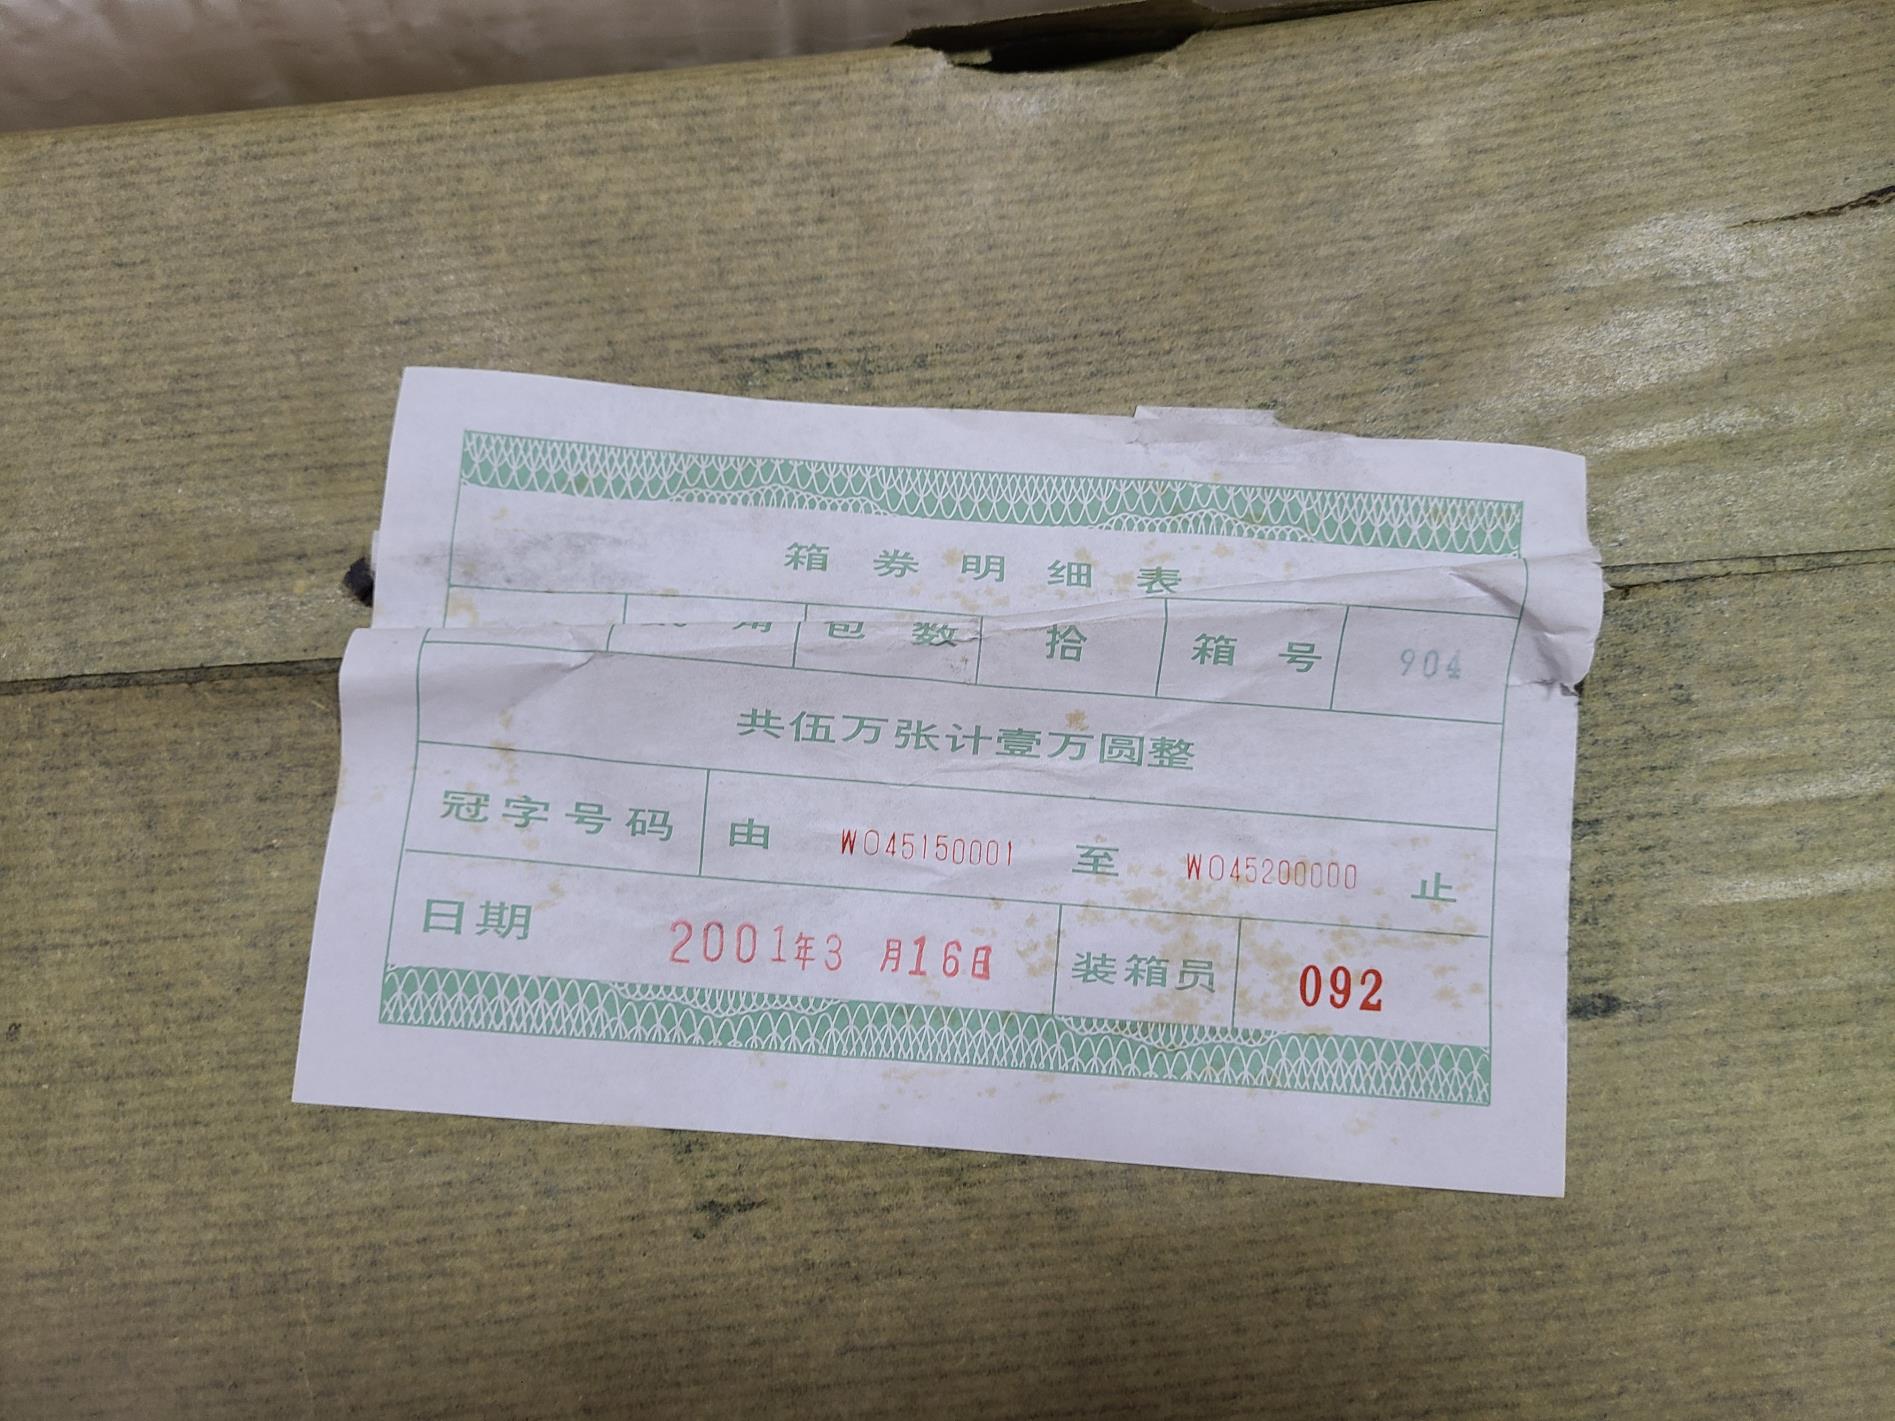 箱券明细表
角 包数 拾 箱号 904
共伍万张计壹万圆整
冠字号码 由 WO45150001 至 WO45200000 止
日期 2001年3月16日 装箱员 092